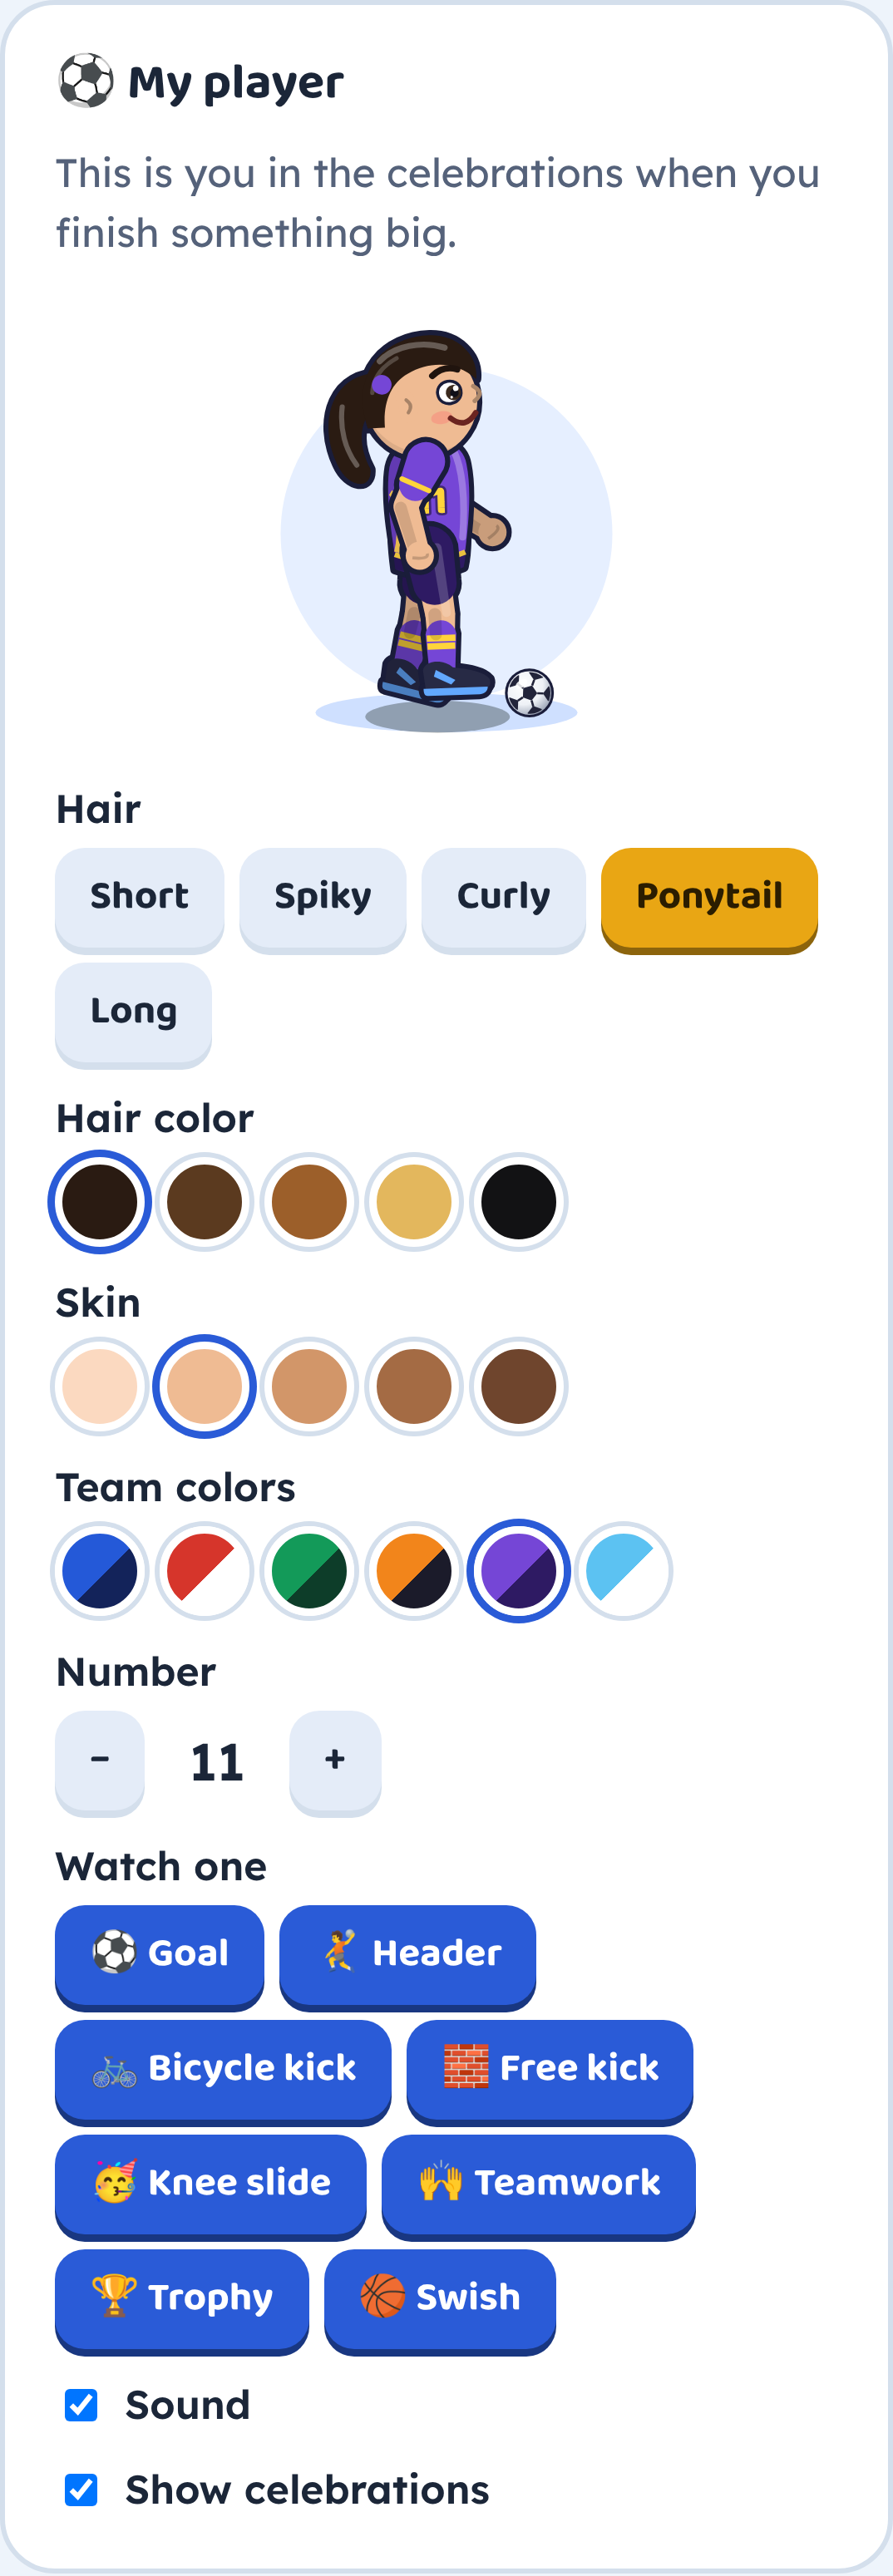 My player
This is you in the celebrations when you
finish something big.
Hair
Short Spiky Curly Ponytail
Long
Hair color
Skin
Team colors
Number
− 11 +
Watch one
Goal Header
Bicycle kick Free kick
Knee slide Teamwork
Trophy Swish
Sound
Show celebrations